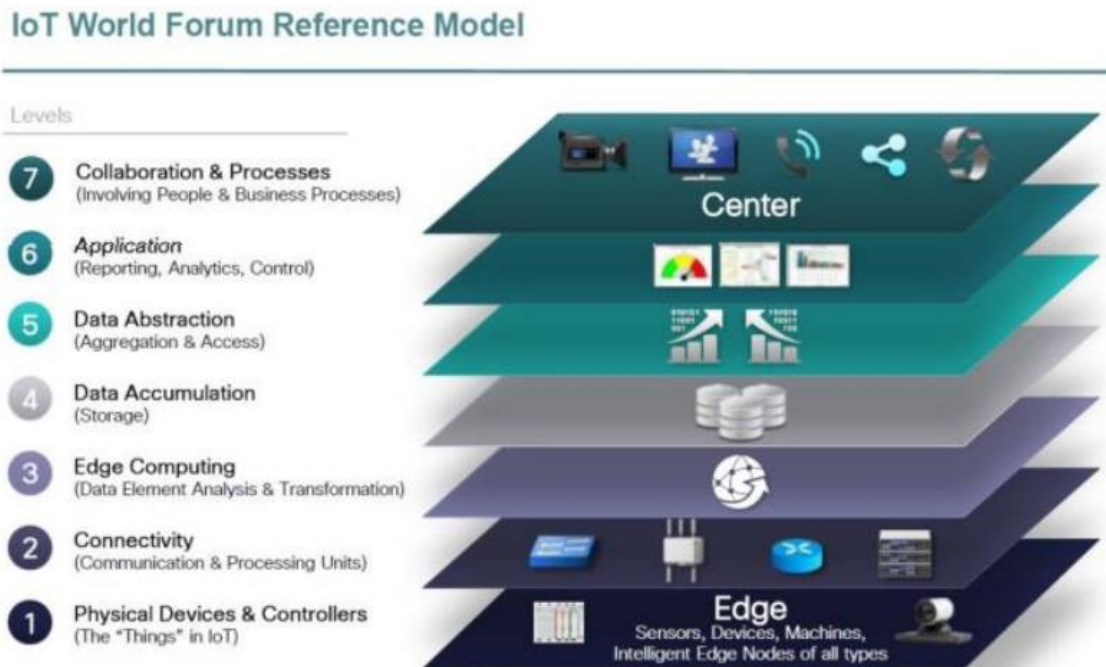 IoT World Forum Reference Model
Levels
7
Collaboration & Processes
(Involving People & Business Processes)
6
Application
(Reporting, Analytics, Control)
5
Data Abstraction
(Aggregation & Access)
4
Data Accumulation
(Storage)
3
Edge Computing
(Data Element Analysis & Transformation)
2
Connectivity
(Communication & Processing Units)
1
Physical Devices & Controllers
(The “Things” in IoT)
Center
Edge
Sensors, Devices, Machines,
Intelligent Edge Nodes of all types